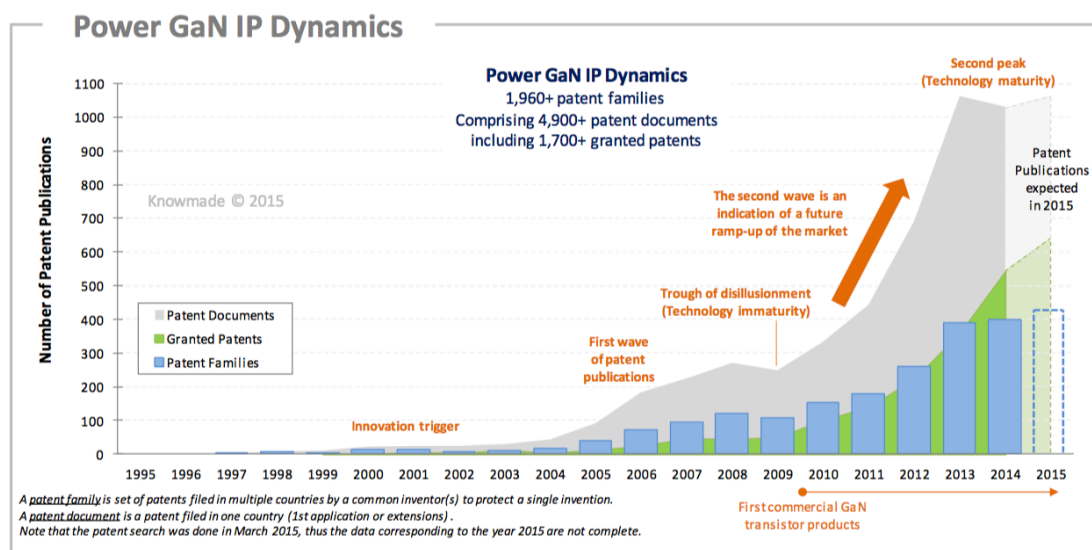 Power GaN IP Dynamics
Power GaN IP Dynamics
1,960+ patent families
Comprising 4,900+ patent documents
including 1,700+ granted patents
Second peak
(Technology maturity)
Knowmade © 2015
The second wave is an
indication of a future
ramp-up of the market
Patent
Publications
expected
in 2015
Trough of disillusionment
(Technology immaturity)
First wave
of patent
publications
Innovation trigger
Number of Patent Publications
1100
1000
900
800
700
600
500
400
300
200
100
0
Patent Documents
Granted Patents
Patent Families
1995 1996 1997 1998 1999 2000 2001 2002 2003 2004 2005 2006 2007 2008 2009 2010 2011 2012 2013 2014 2015
First commercial GaN
transistor products
A patent family is set of patents filed in multiple countries by a common inventor(s) to protect a single invention.
A patent document is a patent filed in one country (1st application or extensions) .
Note that the patent search was done in March 2015, thus the data corresponding to the year 2015 are not complete.